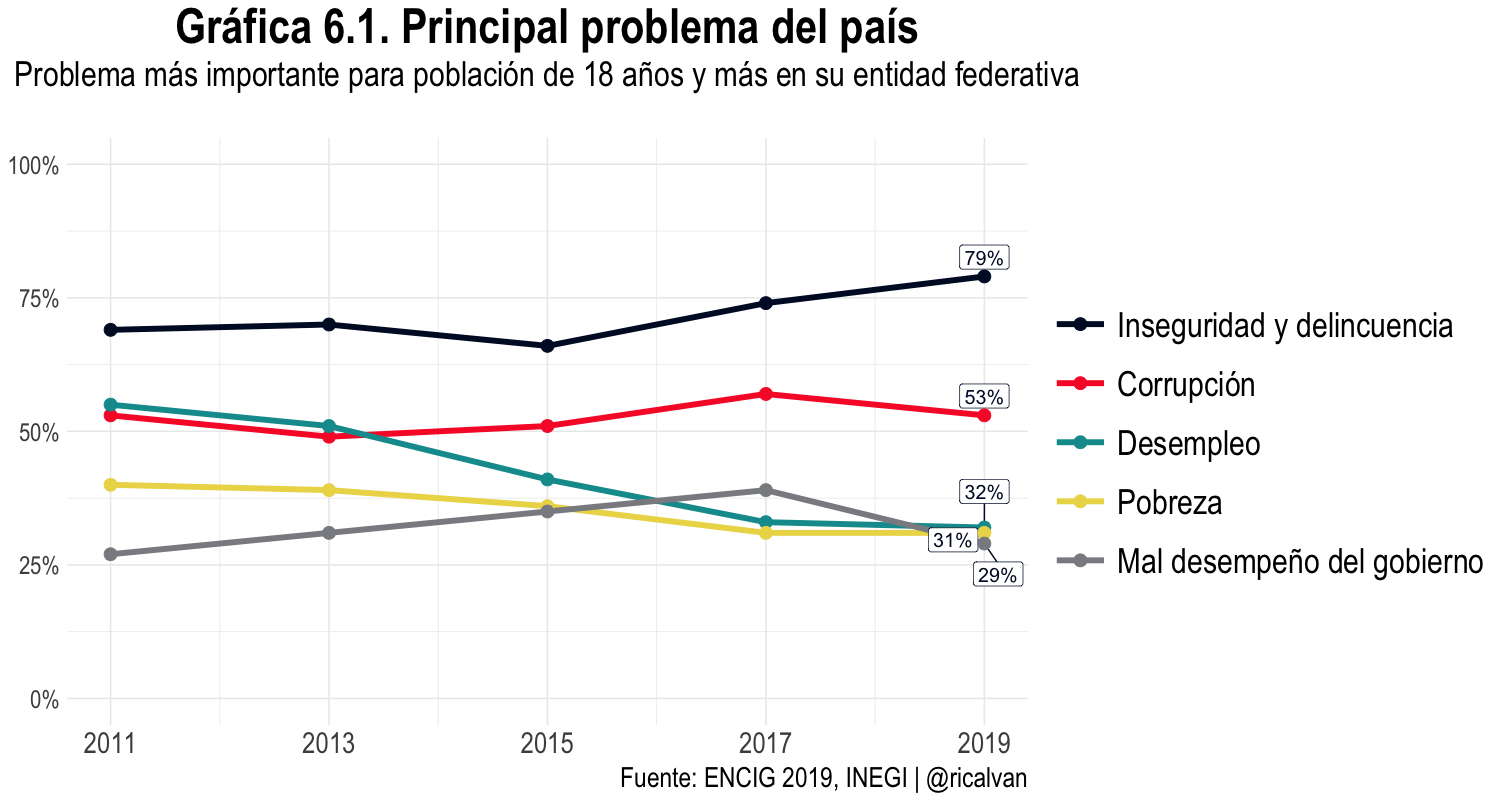 Gráfica 6.1. Principal problema del país
Problema más importante para población de 18 años y más en su entidad federativa
100%
75%
50%
25%
0%
79%
53%
32%
31%
29%
2011 2013 2015 2017 2019
Inseguridad y delincuencia
Corrupción
Desempleo
Pobreza
Mal desempeño del gobierno
Fuente: ENCIG 2019, INEGI | @ricalvan